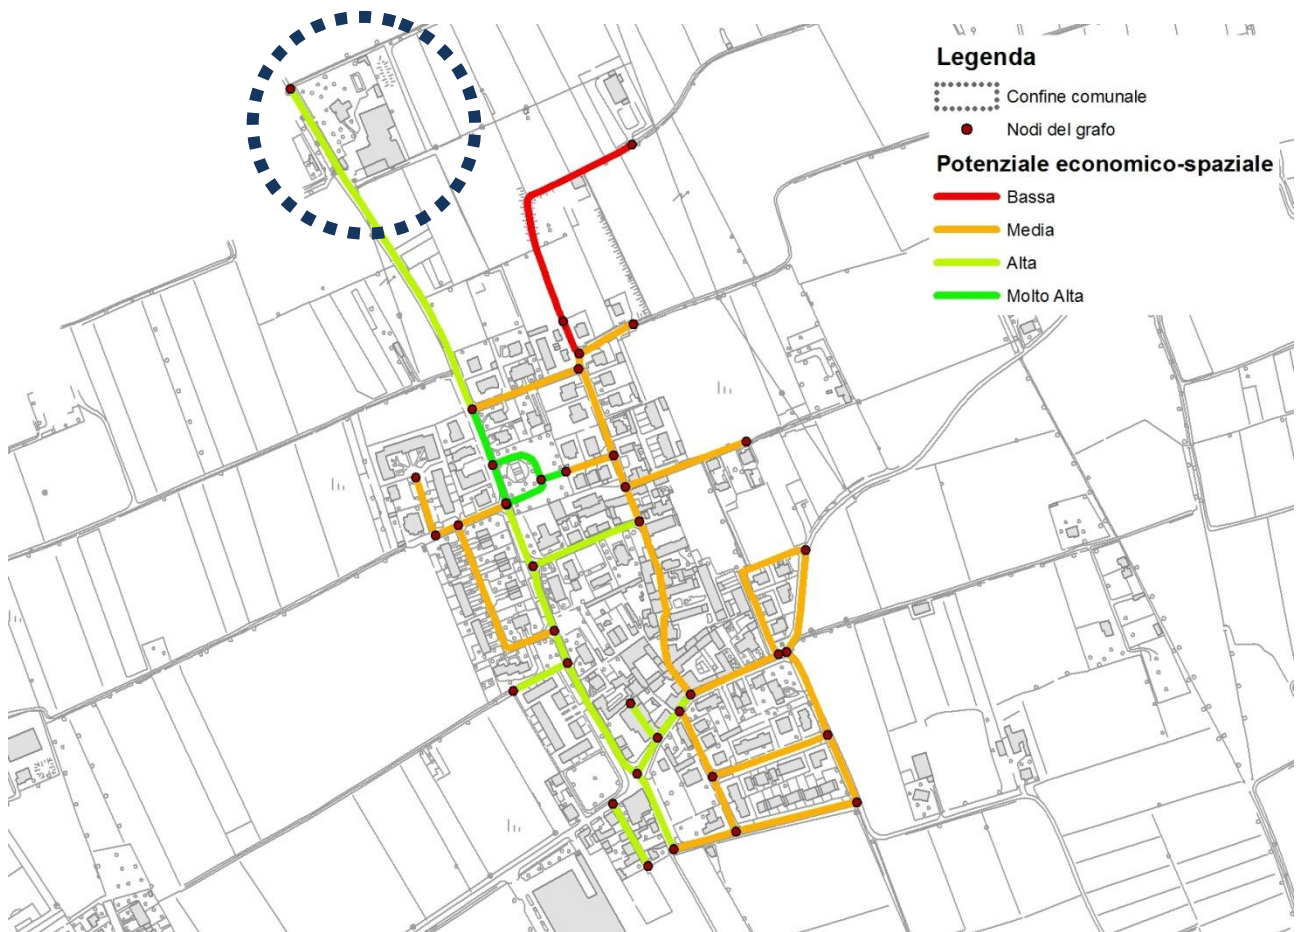 Legenda
Confine comunale
Nodi del grafo
Potenziale economico-spaziale
Bassa
Media
Alta
Molto Alta